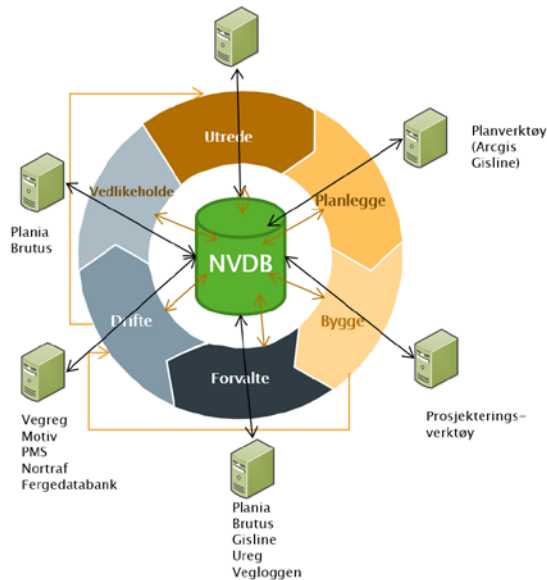 Utrede
Planverktøy
(Arcgis
Gisline)
Vedlikeholde
Planlegge
Plania
Brutus
NVDB
Drifte
Bygge
Forvalte
Vegreg
Motiv
PMS
Nortraf
Fergedatabank
Prosjekterings-
verktøy
Plania
Brutus
Gisline
Ureg
Vegloggen